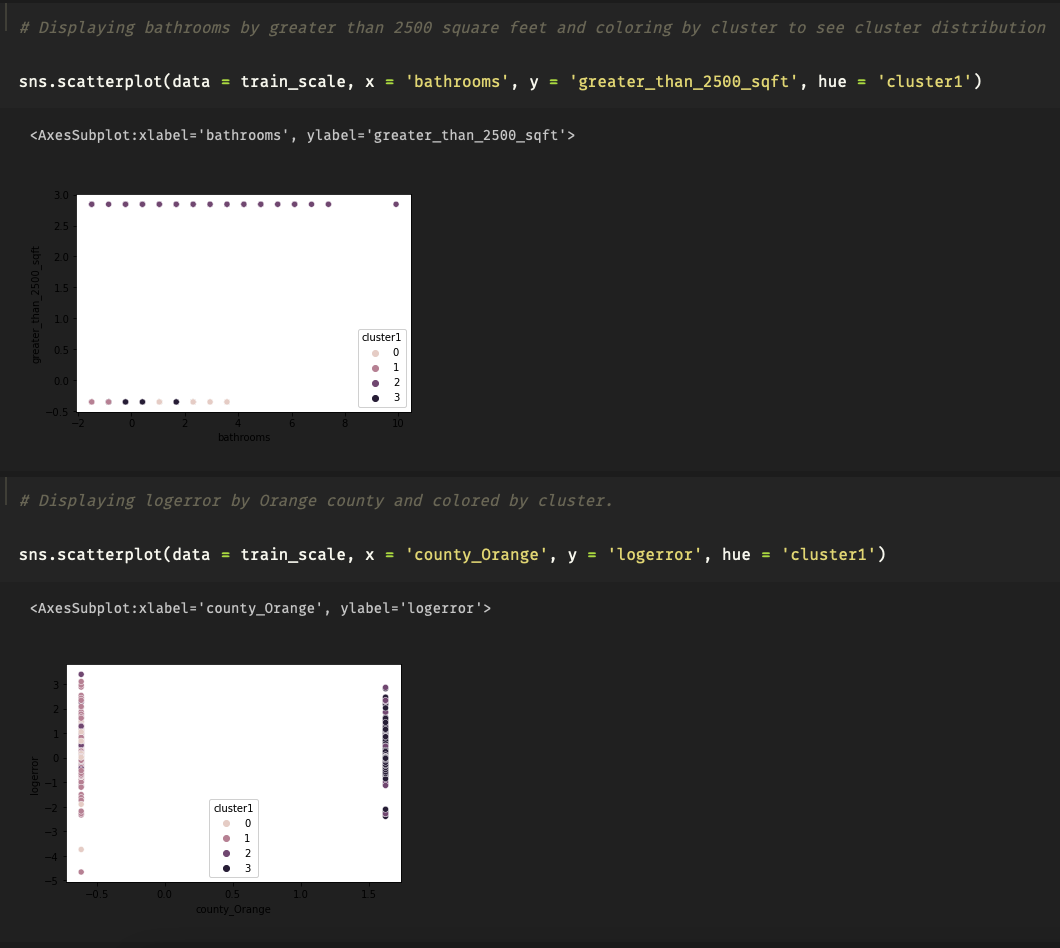 # Displaying bathrooms by greater than 2500 square feet and coloring by cluster to see cluster distribution
sns.scatterplot(data = train_scale, x = 'bathrooms', y = 'greater_than_2500_sqft', hue = 'cluster1')
<AxesSubplot:xlabel='bathrooms', ylabel='greater_than_2500_sqft'>
3.0
2.5
2.0
1.5
1.0
0.5
0.0
−0.5
greater_than_2500_sqft
cluster1
0
1
2
3
−2 0 2 4 6 8 10
bathrooms
# Displaying logerror by Orange county and colored by cluster.
sns.scatterplot(data = train_scale, x = 'county_Orange', y = 'logerror', hue = 'cluster1')
<AxesSubplot:xlabel='county_Orange', ylabel='logerror'>
3
2
1
0
−1
−2
−3
−4
−5
logerror
cluster1
0
1
2
3
−0.5 0.0 0.5 1.0 1.5
county_Orange